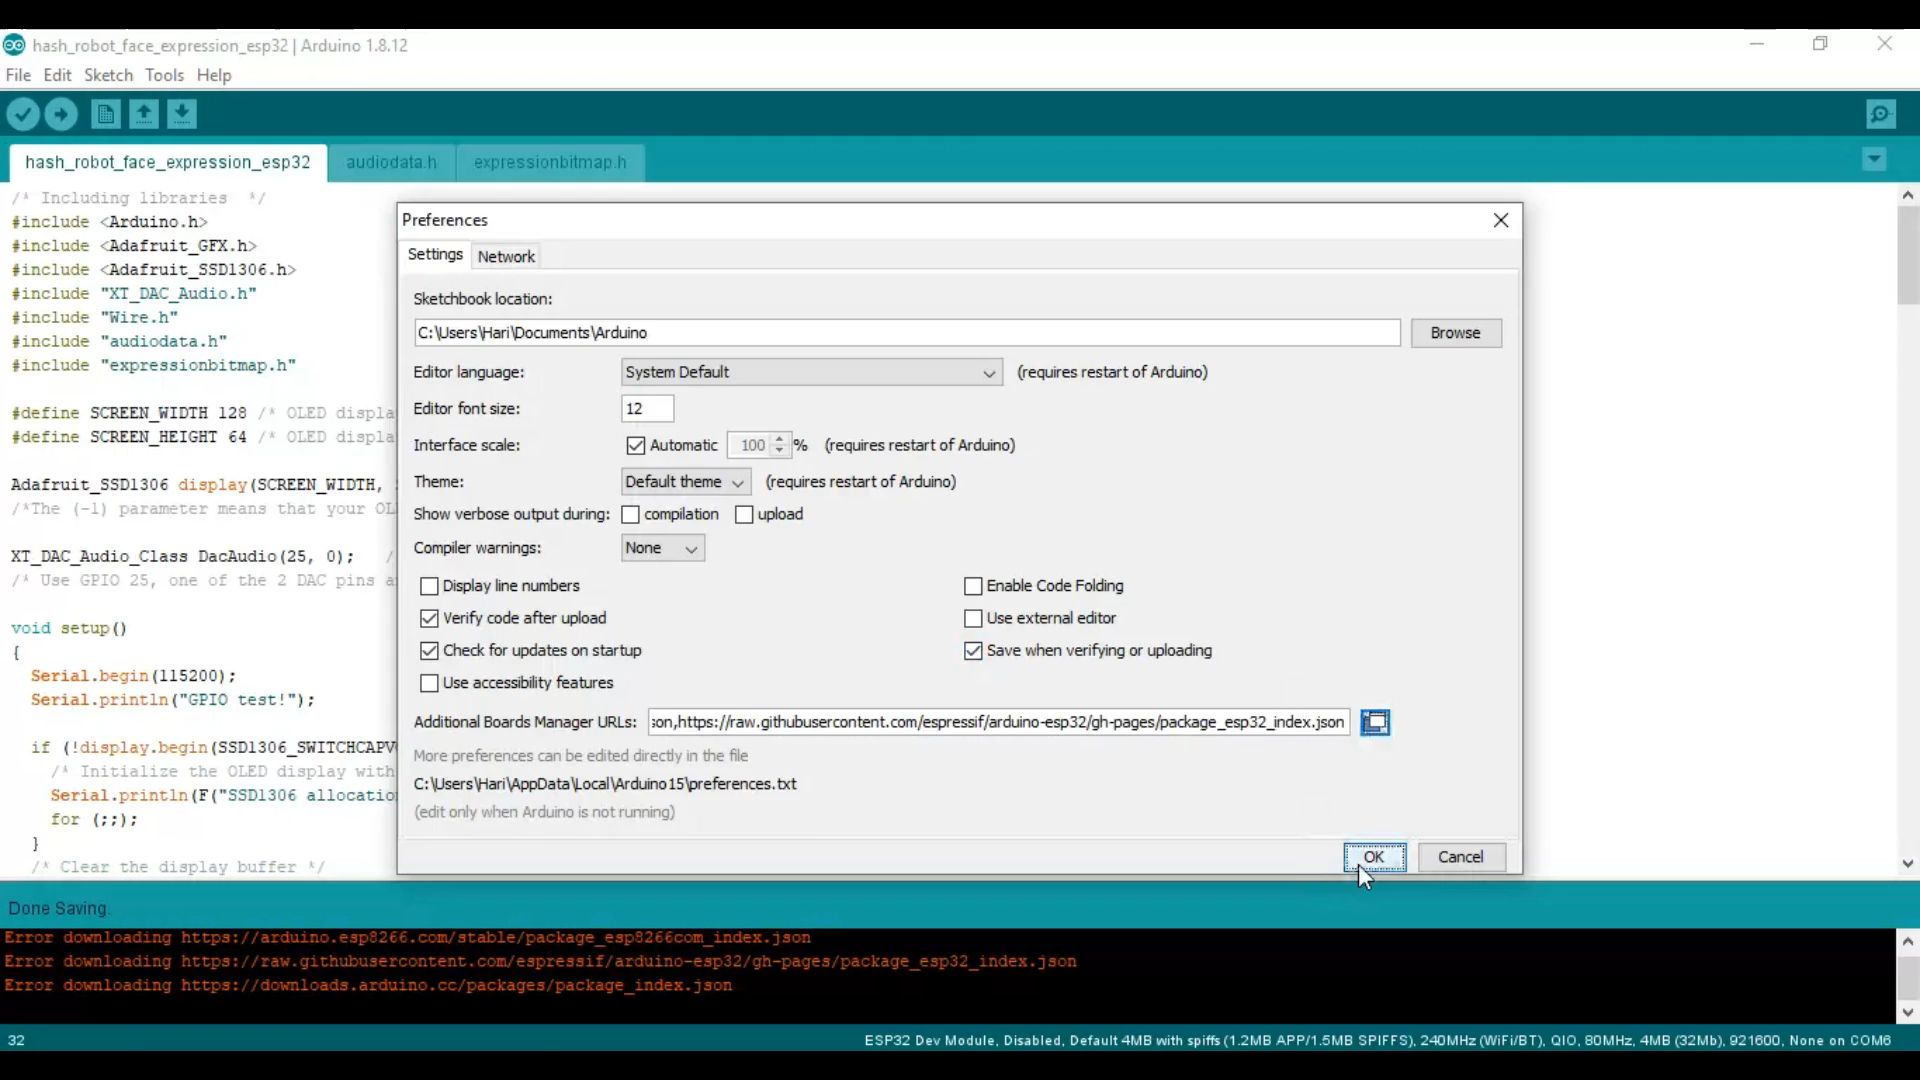 hash_robot_face_expression_esp32 | Arduino 1.8.12
File Edit Sketch Tools Help
hash_robot_face_expression_esp32 audiodata.h expressionbitmap.h
/* Including libraries */
#include <Arduino.h>
#include <Adafruit_GFX.h>
#include <Adafruit_SSD1306.h>
#include "XT_DAC_Audio.h"
#include "Wire.h"
#include "audiodata.h"
#include "expressionbitmap.h"
#define SCREEN_WIDTH 128 /* OLED displa
#define SCREEN_HEIGHT 64 /* OLED displa
Adafruit_SSD1306 display(SCREEN_WIDTH,
/*The (-1) parameter means that your OL
XT_DAC_Audio_Class DacAudio(25, 0); /
/* Use GPIO 25, one of the 2 DAC pins a
void setup()
{
Serial.begin(115200);
Serial.println("GPIO test!");
if (!display.begin(SSD1306_SWITCHCAPV
/* Initialize the OLED display with
Serial.println(F("SSD1306 allocatio
for (;;);
}
/* Clear the display buffer */
Preferences
Settings Network
Sketchbook location:
C:\Users\Hari\Documents\Arduino Browse
Editor language: System Default (requires restart of Arduino)
Editor font size: 12
Interface scale: Automatic 100 % (requires restart of Arduino)
Theme: Default theme (requires restart of Arduino)
Show verbose output during: compilation upload
Compiler warnings: None
Display line numbers Enable Code Folding
Verify code after upload Use external editor
Check for updates on startup Save when verifying or uploading
Use accessibility features
Additional Boards Manager URLs: son,https://raw.githubusercontent.com/espressif/arduino-esp32/gh-pages/package_esp32_index.json
More preferences can be edited directly in the file
C:\Users\Hari\AppData\Local\Arduino15\preferences.txt
(edit only when Arduino is not running)
OK Cancel
Done Saving.
Error downloading https://arduino.esp8266.com/stable/package_esp8266com_index.json
Error downloading https://raw.githubusercontent.com/espressif/arduino-esp32/gh-pages/package_esp32_index.json
Error downloading https://downloads.arduino.cc/packages/package_index.json
32 ESP32 Dev Module, Disabled, Default 4MB with spiffs (1.2MB APP/1.5MB SPIFFS), 240MHz (WiFi/BT), QIO, 80MHz, 4MB (32Mb), 921600, None on COM6